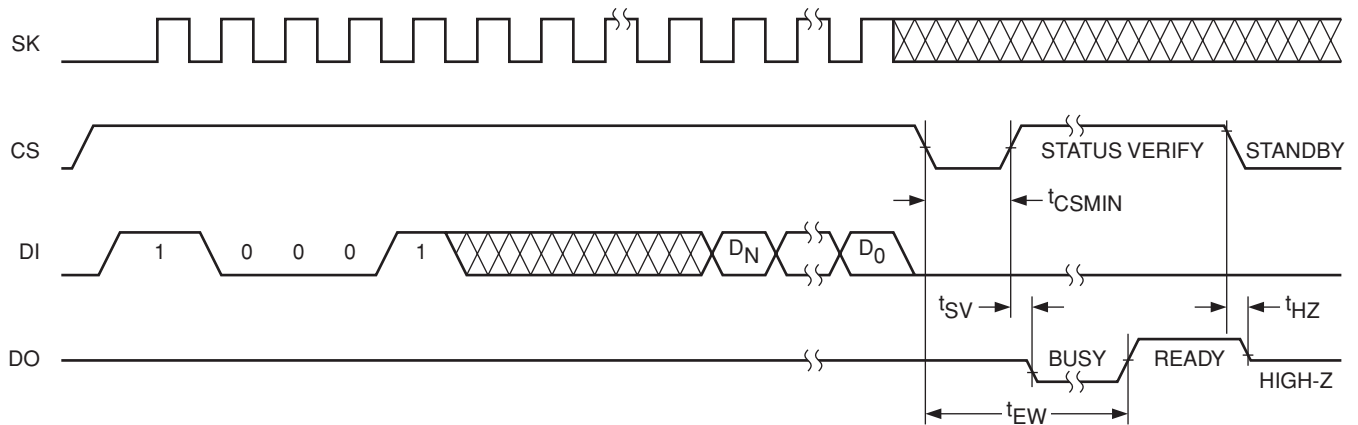 SK
CS
STATUS VERIFY
STANDBY
tCSMIN
DI
1 0 0 0 1 DN D0
tSV
tHZ
DO
BUSY
READY
HIGH-Z
tEW